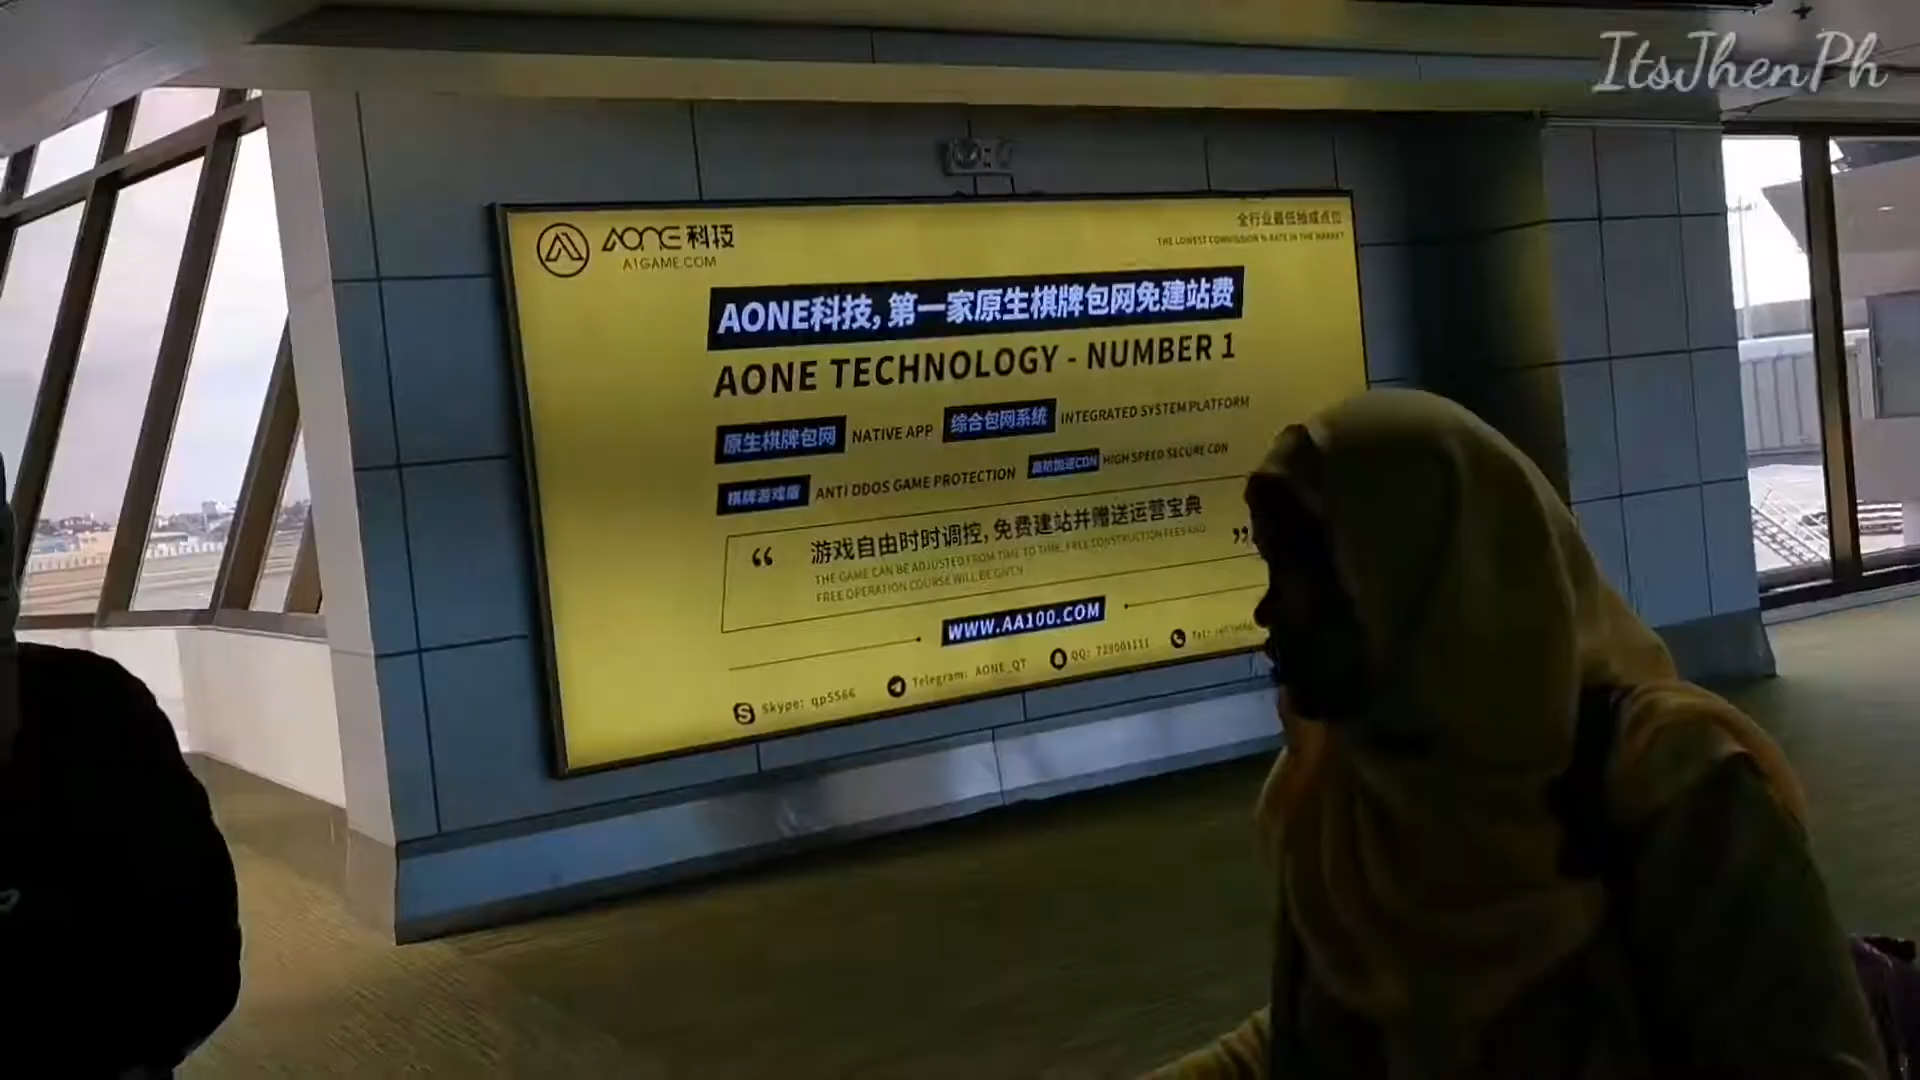 ItsJhenPh
AONE科技
A1GAME.COM
全行业最低抽成点位
THE LOWEST COMMISSION % RATE IN THE MARKET
AONE科技,第一家原生棋牌包网免建站费
AONE TECHNOLOGY - NUMBER 1
原生棋牌包网 NATIVE APP 综合包网系统 INTEGRATED SYSTEM PLATFORM
棋牌游戏盾 ANTI DDOS GAME PROTECTION 高防加速CDN HIGH SPEED SECURE CDN
“ 游戏自由时时调控,免费建站并赠送运营宝典 ”
THE GAME CAN BE ADJUSTED FROM TIME TO TIME, FREE CONSTRUCTION FEES AND
FREE OPERATION COURSE WILL BE GIVEN
WWW.AA100.COM
Skype: qp5566 Telegram: AONE_QT QQ: 729001111 Tel: